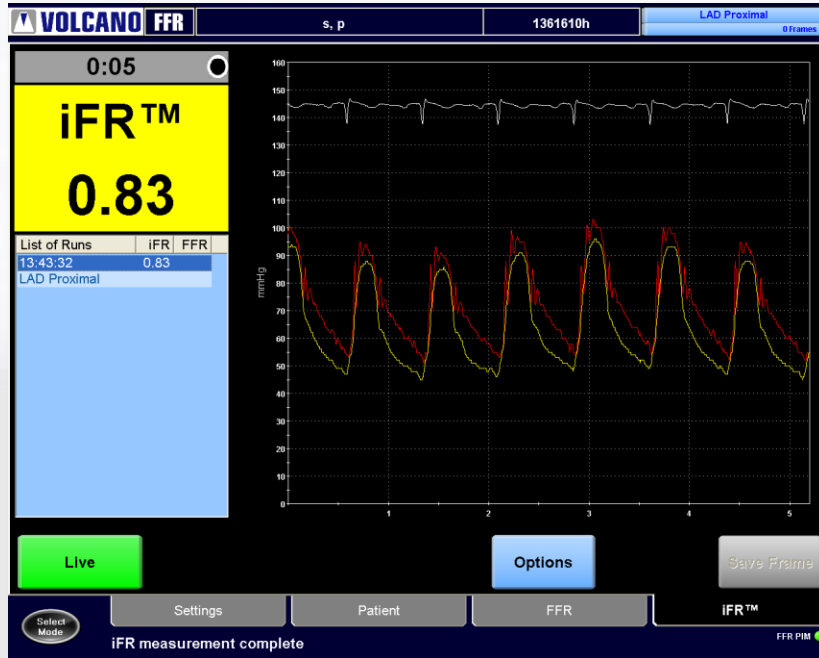 VOLCANO FFR
s, p
1361610h
LAD Proximal
0 Frames
0:05
iFR™
0.83
List of Runs iFR FFR
13:43:32 0.83
LAD Proximal
160
150
140
130
120
110
100
90
80
70
60
50
40
30
20
10
0
mmHg
1 2 3 4 5
Live
Options
Save Frame
Select Mode
Settings
Patient
FFR
iFR™
iFR measurement complete
FFR PIM